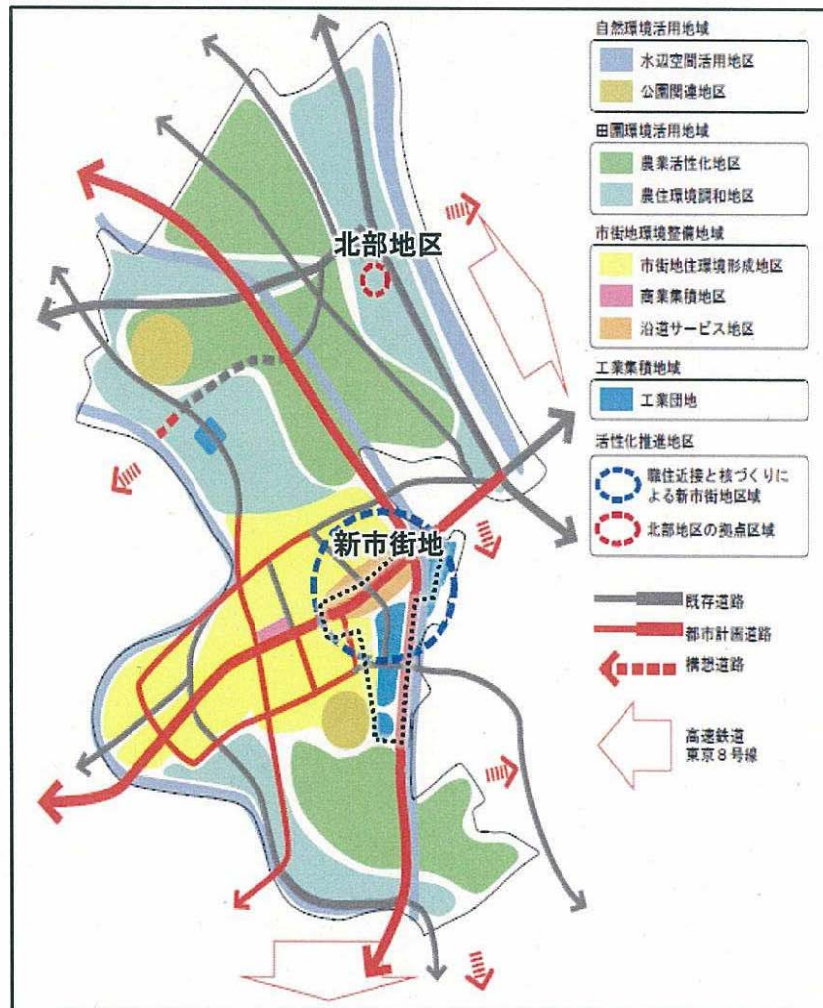 自然環境活用地域
水辺空間活用地区
公園関連地区
田園環境活用地域
農業活性化地区
農住環境調和地区
市街地環境整備地域
市街地住環境形成地区
商業集積地区
沿道サービス地区
工業集積地域
工業団地
活性化推進地区
職住近接と核づくりに
よる新市街地区域
北部地区の拠点区域
既存道路
都市計画道路
構想道路
高速鉄道
東京8号線
北部地区
新市街地